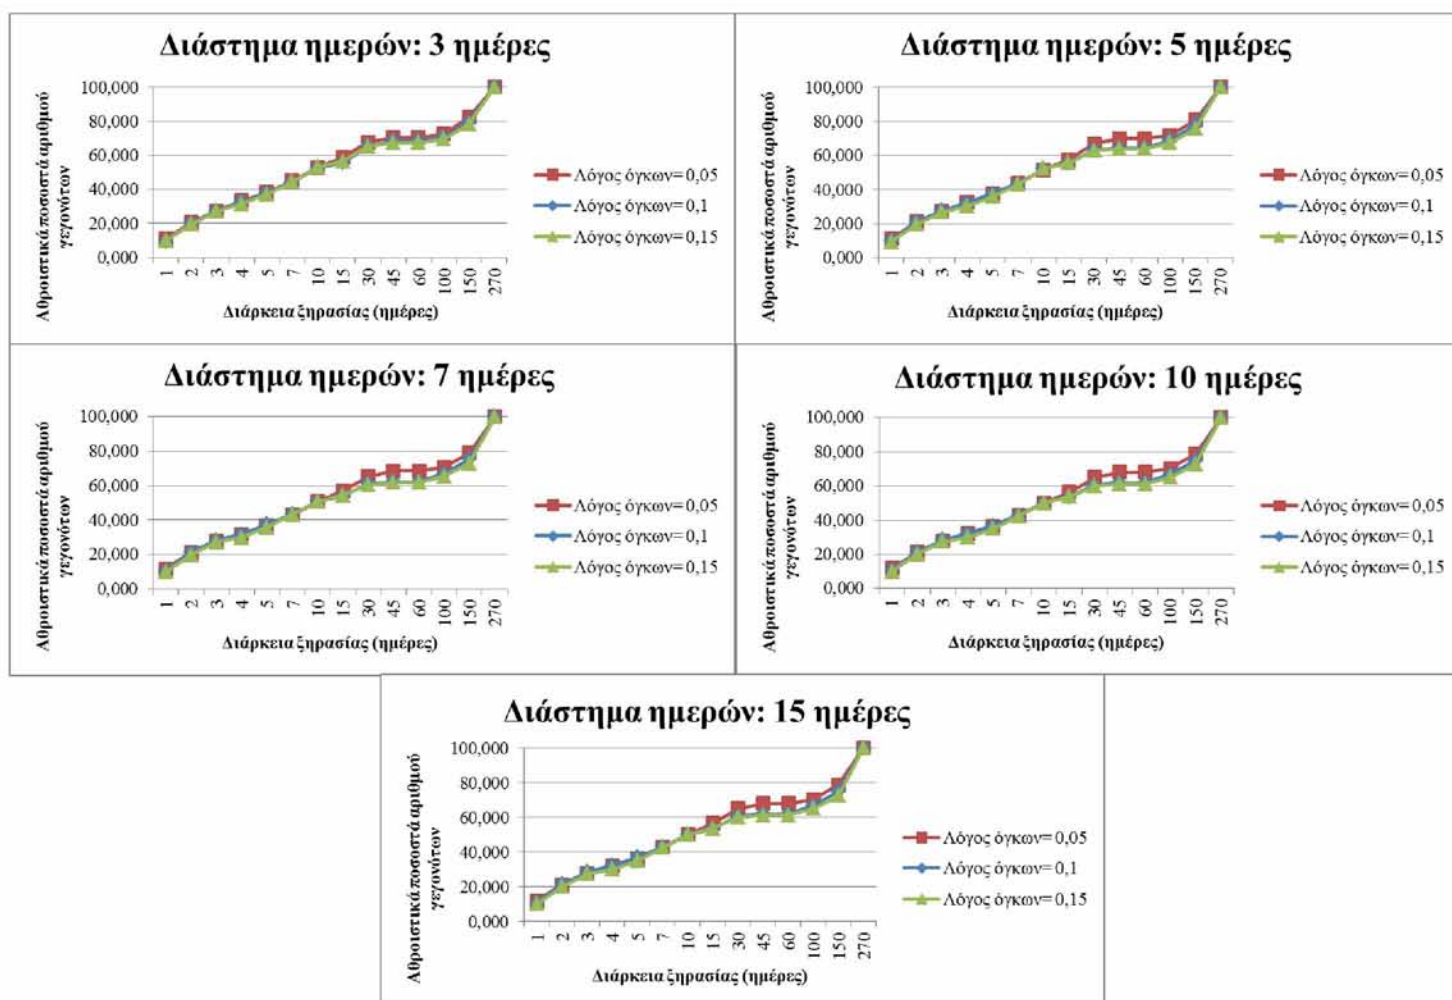 Διάστημα ημερών: 3 ημέρες
Αθροιστικά ποσοστά αριθμού
γεγονότων
100,000
80,000
60,000
40,000
20,000
0,000
1 2 3 4 5 7 10 15 30 45 60 100 150 270
Διάρκεια ξηρασίας (ημέρες)
Λόγος όγκων= 0,05
Λόγος όγκων= 0,1
Λόγος όγκων= 0,15
Διάστημα ημερών: 5 ημέρες
Αθροιστικά ποσοστά αριθμού
γεγονότων
100,000
80,000
60,000
40,000
20,000
0,000
1 2 3 4 5 7 10 15 30 45 60 100 150 270
Διάρκεια ξηρασίας (ημέρες)
Λόγος όγκων= 0,05
Λόγος όγκων= 0,1
Λόγος όγκων= 0,15
Διάστημα ημερών: 7 ημέρες
Αθροιστικά ποσοστά αριθμού
γεγονότων
100,000
80,000
60,000
40,000
20,000
0,000
1 2 3 4 5 7 10 15 30 45 60 100 150 270
Διάρκεια ξηρασίας (ημέρες)
Λόγος όγκων= 0,05
Λόγος όγκων= 0,1
Λόγος όγκων= 0,15
Διάστημα ημερών: 10 ημέρες
Αθροιστικά ποσοστά αριθμού
γεγονότων
100,000
80,000
60,000
40,000
20,000
0,000
1 2 3 4 5 7 10 15 30 45 60 100 150 270
Διάρκεια ξηρασίας (ημέρες)
Λόγος όγκων= 0,05
Λόγος όγκων= 0,1
Λόγος όγκων= 0,15
Διάστημα ημερών: 15 ημέρες
Αθροιστικά ποσοστά αριθμού
γεγονότων
100,000
80,000
60,000
40,000
20,000
0,000
1 2 3 4 5 7 10 15 30 45 60 100 150 270
Διάρκεια ξηρασίας (ημέρες)
Λόγος όγκων= 0,05
Λόγος όγκων= 0,1
Λόγος όγκων= 0,15